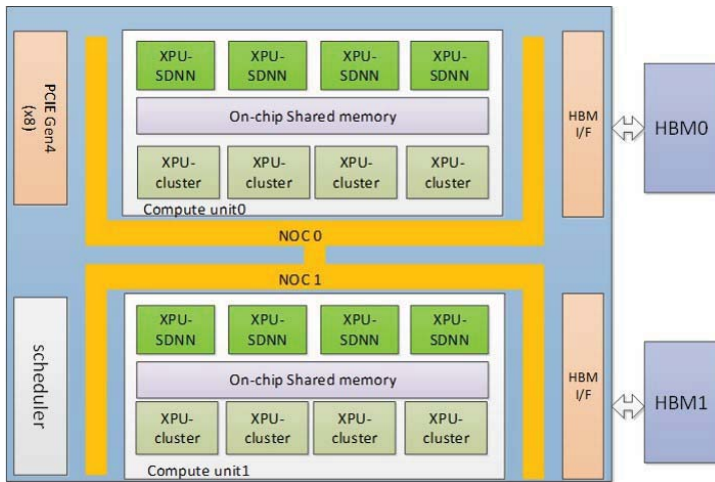 PCIE Gen4
(x8)
XPU-
SDNN
XPU-
SDNN
XPU-
SDNN
XPU-
SDNN
On-chip Shared memory
XPU-
cluster
XPU-
cluster
XPU-
cluster
XPU-
cluster
Compute unit0
HBM
I/F
HBM0
NOC 0
NOC 1
scheduler
XPU-
SDNN
XPU-
SDNN
XPU-
SDNN
XPU-
SDNN
On-chip Shared memory
XPU-
cluster
XPU-
cluster
XPU-
cluster
XPU-
cluster
Compute unit1
HBM
I/F
HBM1